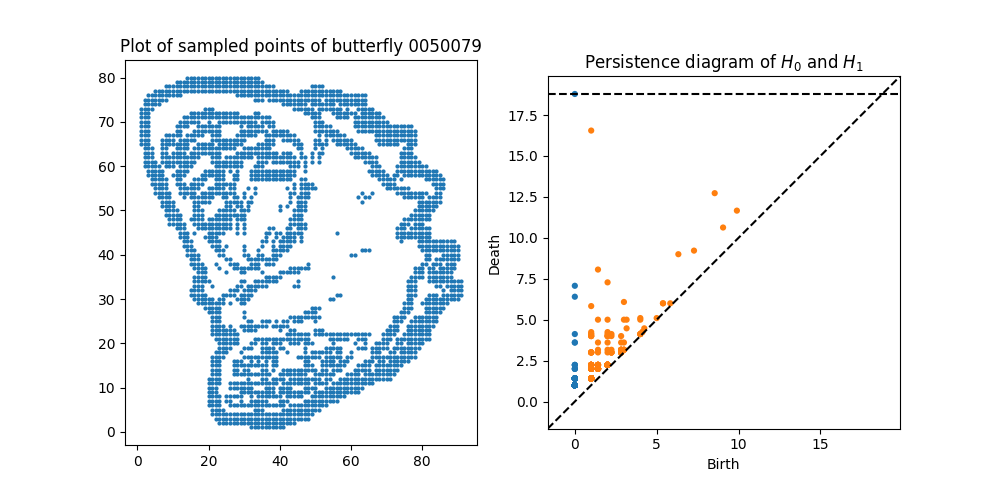 Plot of sampled points of butterfly 0050079
80
70
60
50
40
30
20
10
0
0 20 40 60 80
Persistence diagram of $H_0$ and $H_1$
Death
17.5
15.0
12.5
10.0
7.5
5.0
2.5
0.0
0 5 10 15
Birth